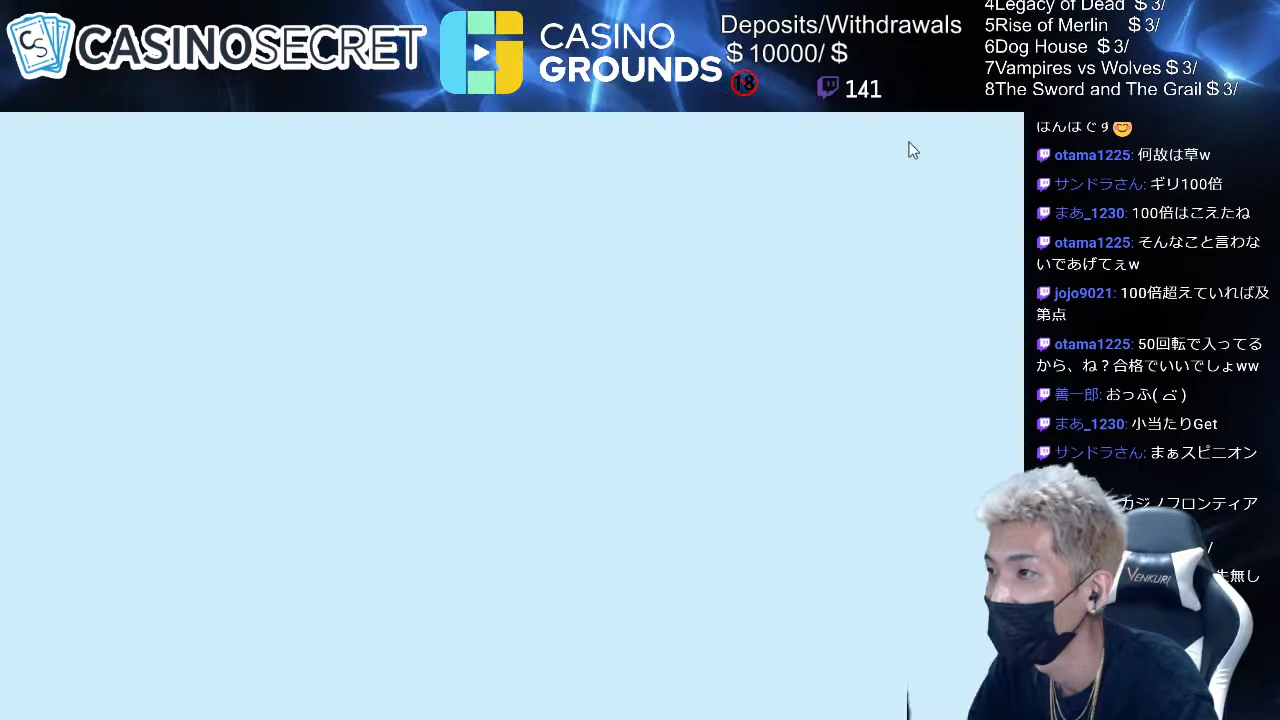 CS
CASINOSECRET
CASINO
GROUNDS
Deposits/Withdrawals
$ 10000/ $
18
141
4Legacy of Dead $ 3/
5Rise of Merlin $ 3/
6Dog House $ 3/
7Vampires vs Wolves $ 3/
8The Sword and The Grail $ 3/
ほんはです😊
otama1225: 何故は草w
サンドラさん: ギリ100倍
まあ_1230: 100倍はこえたね
otama1225: そんなこと言わな
いであげてぇw
jojo9021: 100倍超えていれば及
第点
otama1225: 50回転で入ってる
から、ね？合格でいいでしょww
善一郎: おっふ
まあ_1230: 小当たりGet
サンドラさん: まぁスピニオン
カジノフロンティア
/
無し
VENKURI